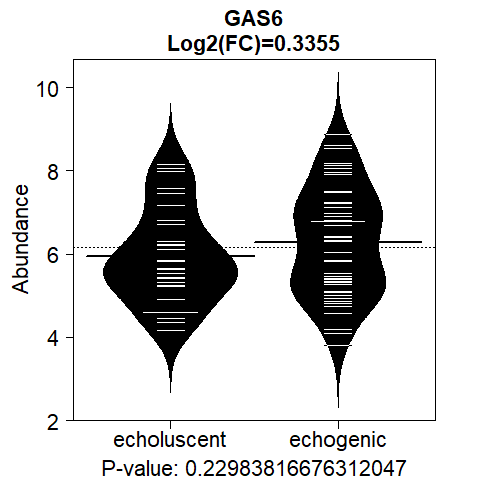 GAS6
Log2(FC)=0.3355
Abundance
10
8
6
4
2
echoluscent echogenic
P-value: 0.22983816676312047